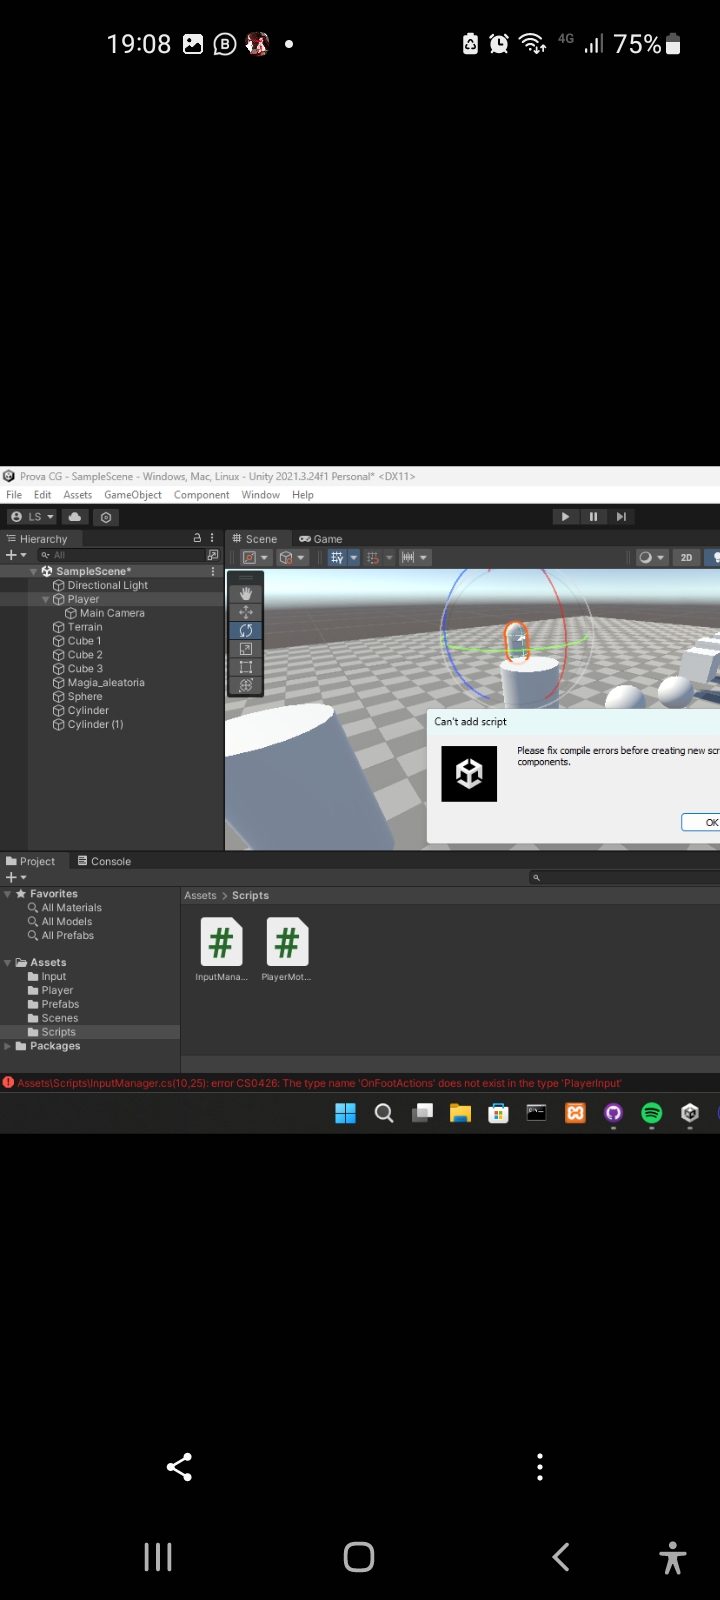 19:08
4G
75%
Prova CG - SampleScene - Windows, Mac, Linux - Unity 2021.3.24f1 Personal* <DX11>
File Edit Assets GameObject Component Window Help
LS
Hierarchy
Scene Game
All
2D
SampleScene*
Directional Light
Player
Main Camera
Terrain
Cube 1
Cube 2
Cube 3
Magia_aleatoria
Sphere
Cylinder
Cylinder (1)
Can't add script
Please fix compile errors before creating new scr
components.
OK
Project Console
Favorites
All Materials
All Models
All Prefabs
Assets
Input
Player
Prefabs
Scenes
Scripts
Packages
Assets > Scripts
InputMana... PlayerMot...
Assets\Scripts\InputManager.cs(10,25): error CS0426: The type name 'OnFootActions' does not exist in the type 'PlayerInput'